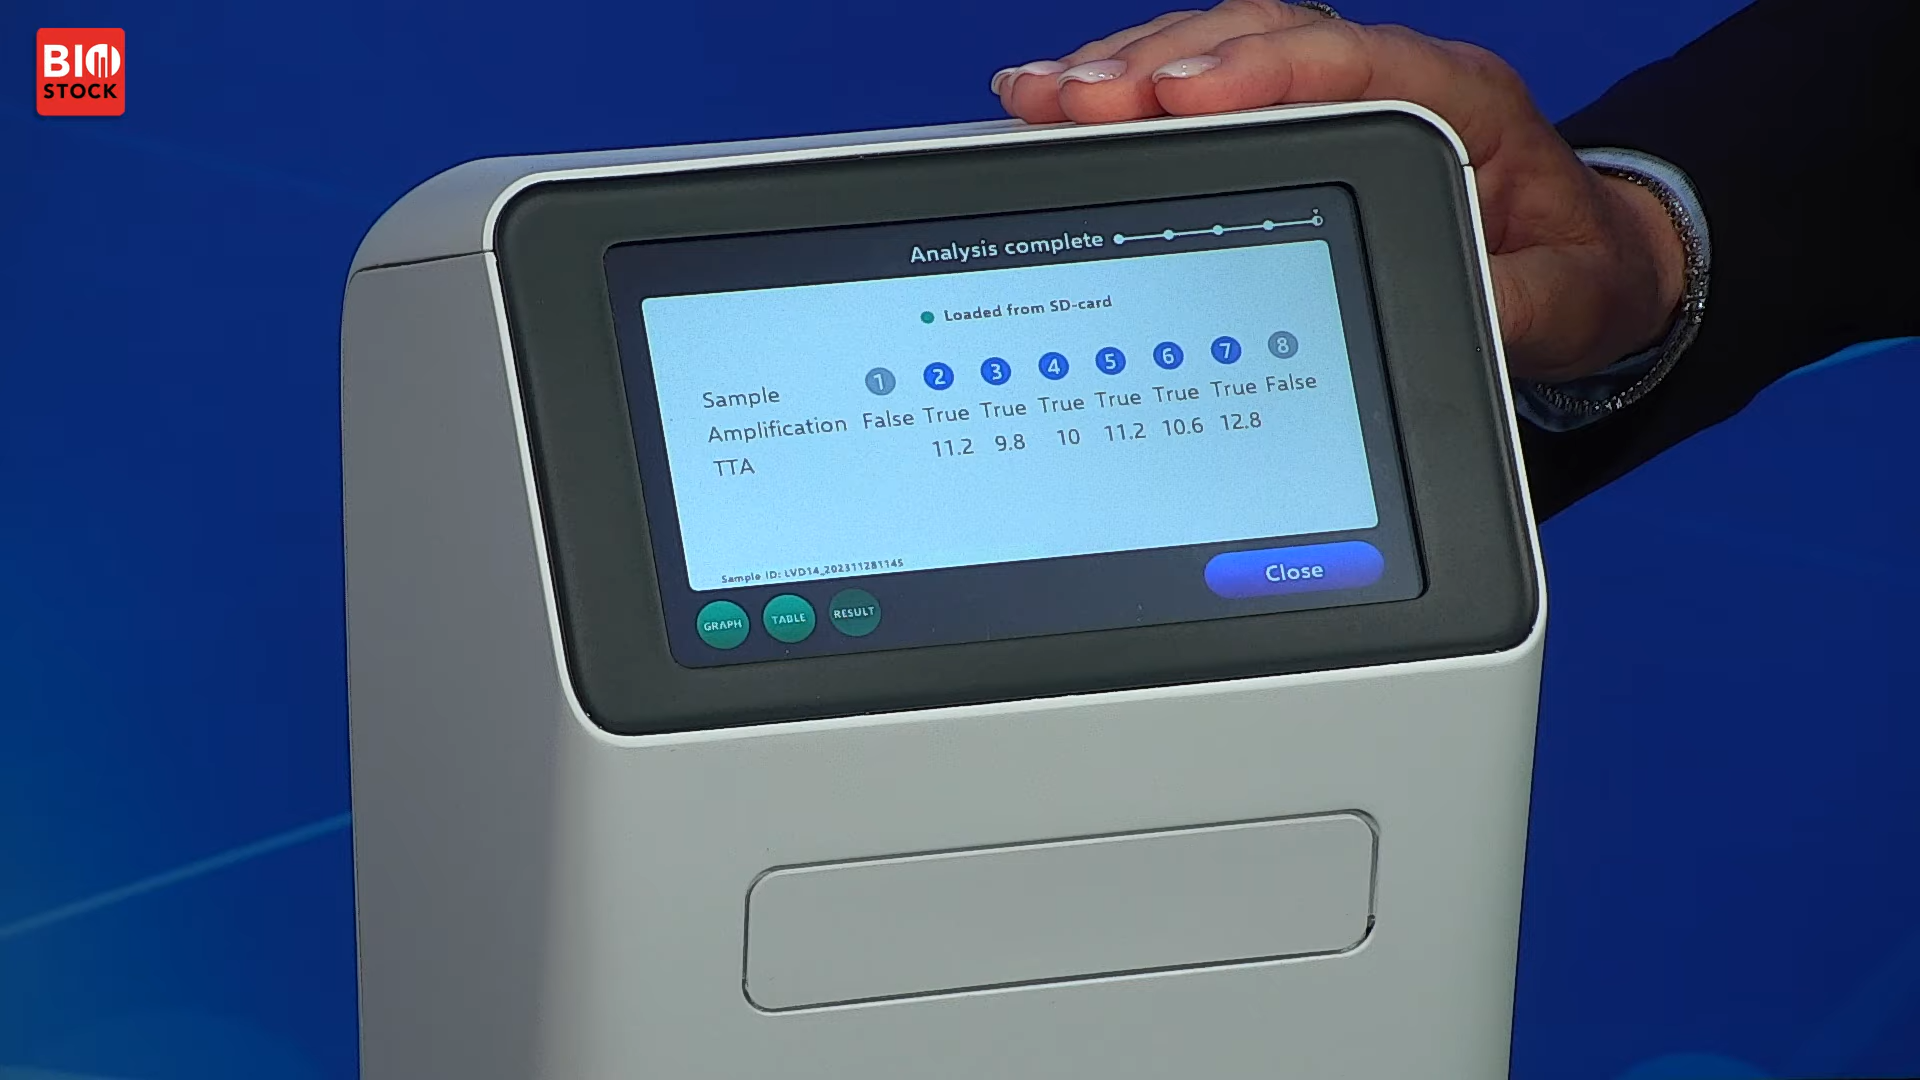 BIO
STOCK
Analysis complete
Loaded from SD-card
Sample 1 2 3 4 5 6 7 8
Amplification False True True True True True True False
TTA 11.2 9.8 10 11.2 10.6 12.8
Sample ID: LVD14_202311281145
GRAPH TABLE RESULT Close